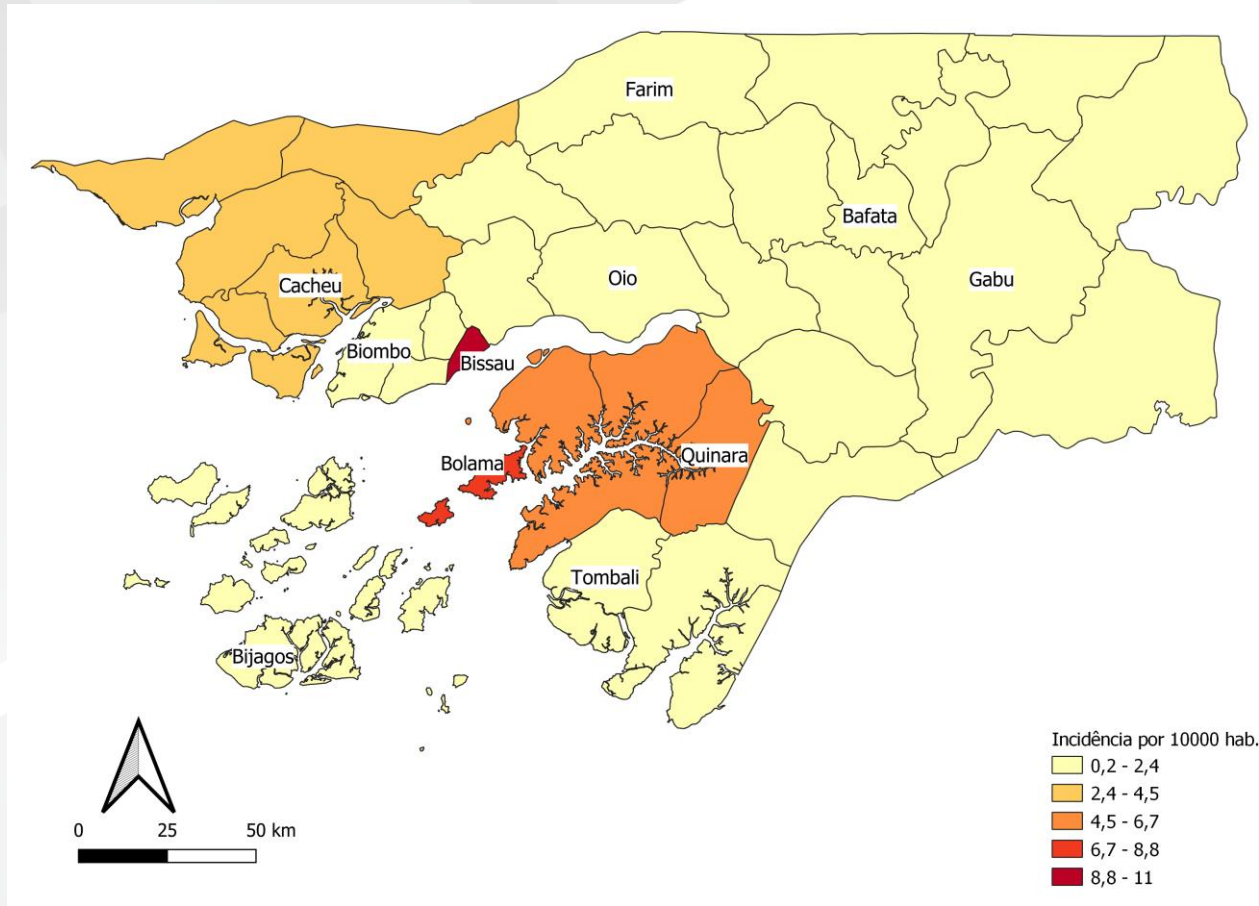 Farim
Bafata
Oio
Gabu
Cacheu
Biombo
Bissau
Quinara
Bolama
Tombali
Bijagos
Incidência por 10000 hab.
0,2 - 2,4
2,4 - 4,5
4,5 - 6,7
6,7 - 8,8
8,8 - 11
0 25 50 km